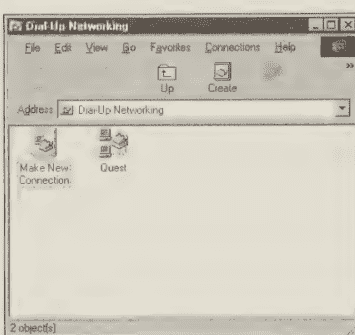 Dial-Up Networking
File Edit View Go Favorites Connections Help
Up Create
»
Address Dial-Up Networking
Make New Connection Quest
2 object(s)